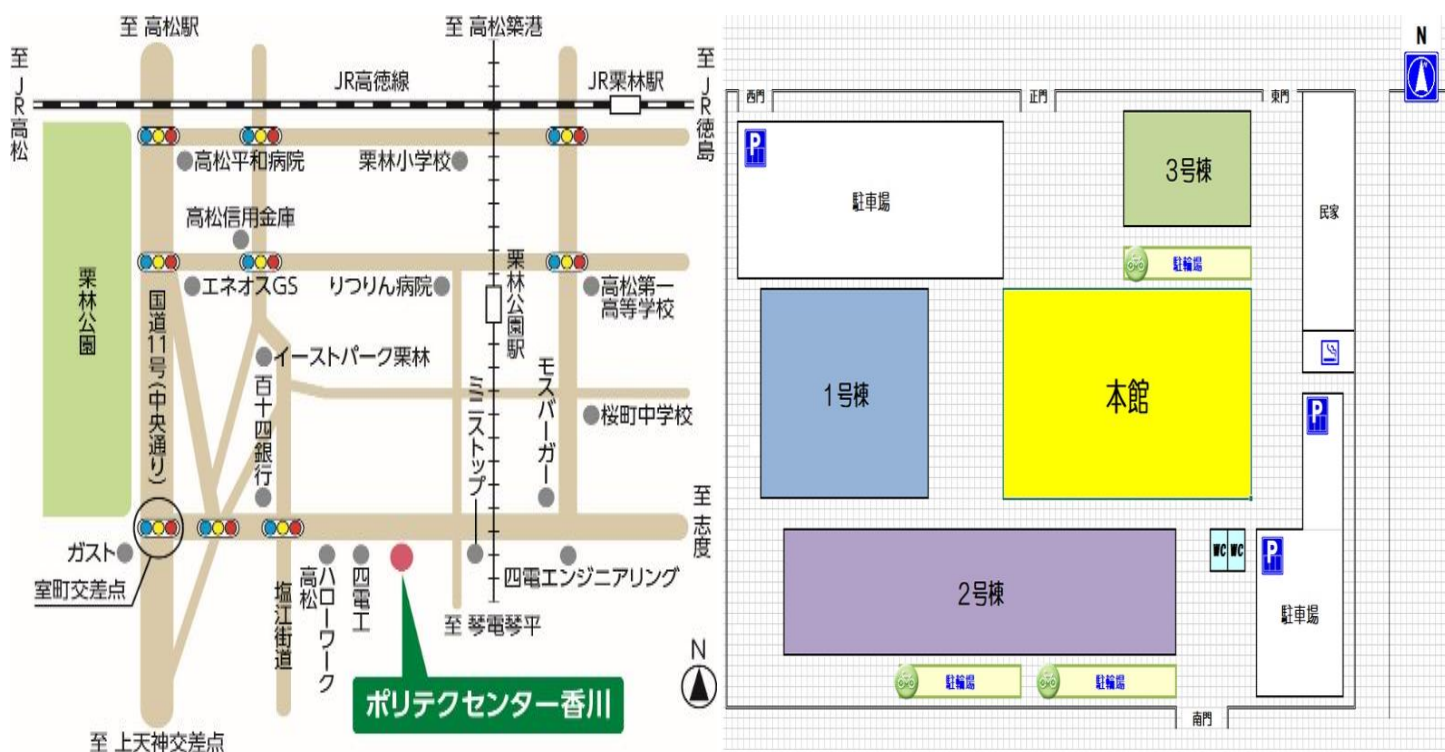 至 高松駅
至 高松築港
至 JR高松
JR高徳線
JR栗林駅
至 JR徳島
高松平和病院
栗林小学校
高松信用金庫
エネオスGS
りつりん病院
栗林公園駅
高松第一
高等学校
栗林公園
国道11号(中央通り)
イーストパーク栗林
百十四銀行
ミニストップ
モスバーガー
桜町中学校
至 志度
ガスト
室町交差点
塩江街道
ハローワーク
高松
四電工
四電エンジニアリング
至 琴電琴平
N
ポリテクセンター香川
至 上天神交差点
N
西門
正門
東門
P
駐車場
3号棟
民家
駐輪場
1号棟
本館
P
2号棟
WC WC
P
駐車場
駐輪場
駐輪場
南門